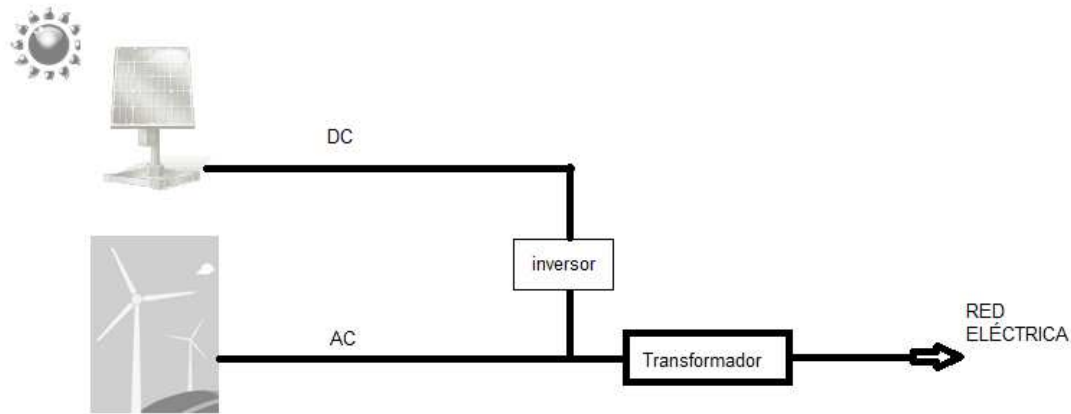 DC
inversor
AC
Transformador
RED
ELÉCTRICA